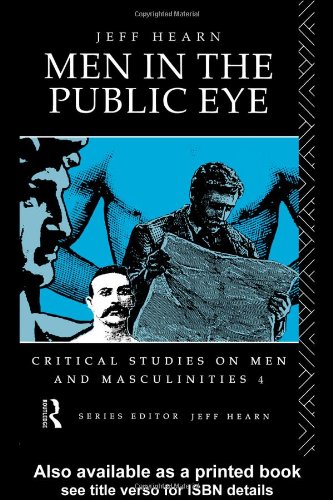 JEFF HEARN
MEN IN THE
PUBLIC EYE
CRITICAL STUDIES ON MEN
AND MASCULINITIES 4
ROUTLEDGE
SERIES EDITOR JEFF HEARN
Also available as a printed book
see title verso for ISBN details